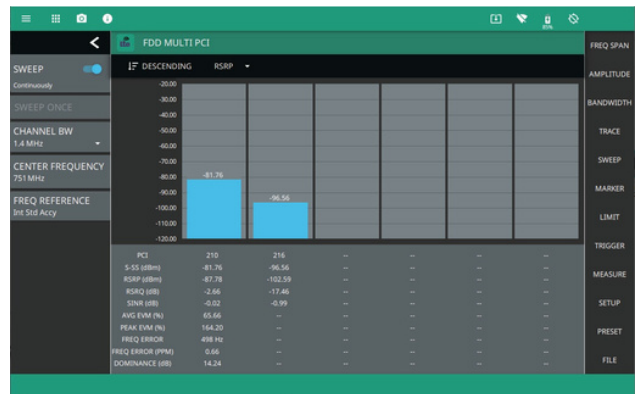 85%
FDD MULTI PCI
FREQ SPAN
AMPLITUDE
BANDWIDTH
TRACE
SWEEP
MARKER
LIMIT
TRIGGER
MEASURE
SETUP
PRESET
FILE
SWEEP
Continuously
SWEEP ONCE
CHANNEL BW
1.4 MHz
CENTER FREQUENCY
751 MHz
FREQ REFERENCE
Int Std Accy
DESCENDING RSRP
-20.00
-30.00
-40.00
-50.00
-60.00
-70.00
-80.00
-90.00
-100.00
-110.00
-120.00
-81.76
-96.56
PCI 210 216 -- -- -- --
S-SS (dBm) -81.76 -96.56 -- -- -- --
RSRP (dBm) -87.78 -102.59 -- -- -- --
RSRQ (dB) -2.66 -17.46 -- -- -- --
SINR (dB) -0.02 -0.99 -- -- -- --
AVG EVM (%) 65.66 -- -- -- -- --
PEAK EVM (%) 164.20 -- -- -- -- --
FREQ ERROR 498 Hz -- -- -- -- --
FREQ ERROR (PPM) 0.66 -- -- -- -- --
DOMINANCE (dB) 14.24 -- -- -- -- --